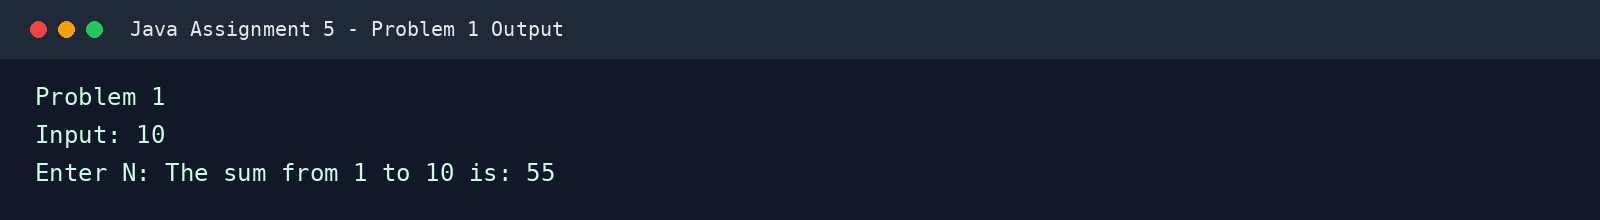 Java Assignment 5 - Problem 1 Output
Problem 1
Input: 10
Enter N: The sum from 1 to 10 is: 55